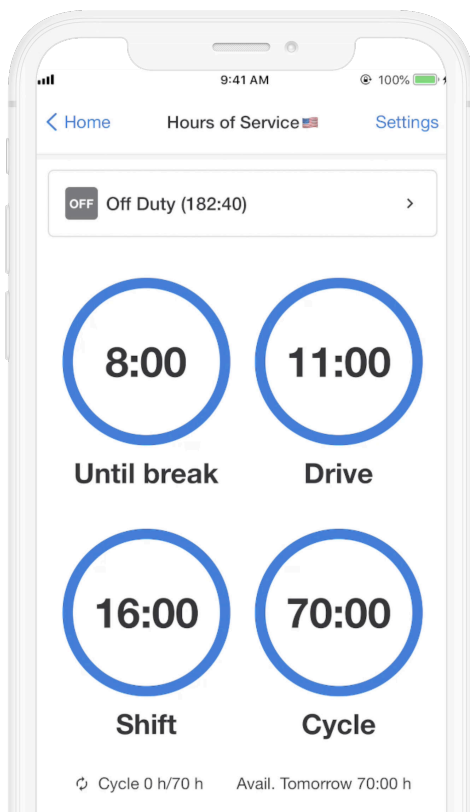 9:41 AM 100%
Home Hours of Service Settings
OFF Off Duty (182:40)
8:00 11:00
Until break Drive
16:00 70:00
Shift Cycle
Cycle 0 h/70 h Avail. Tomorrow 70:00 h